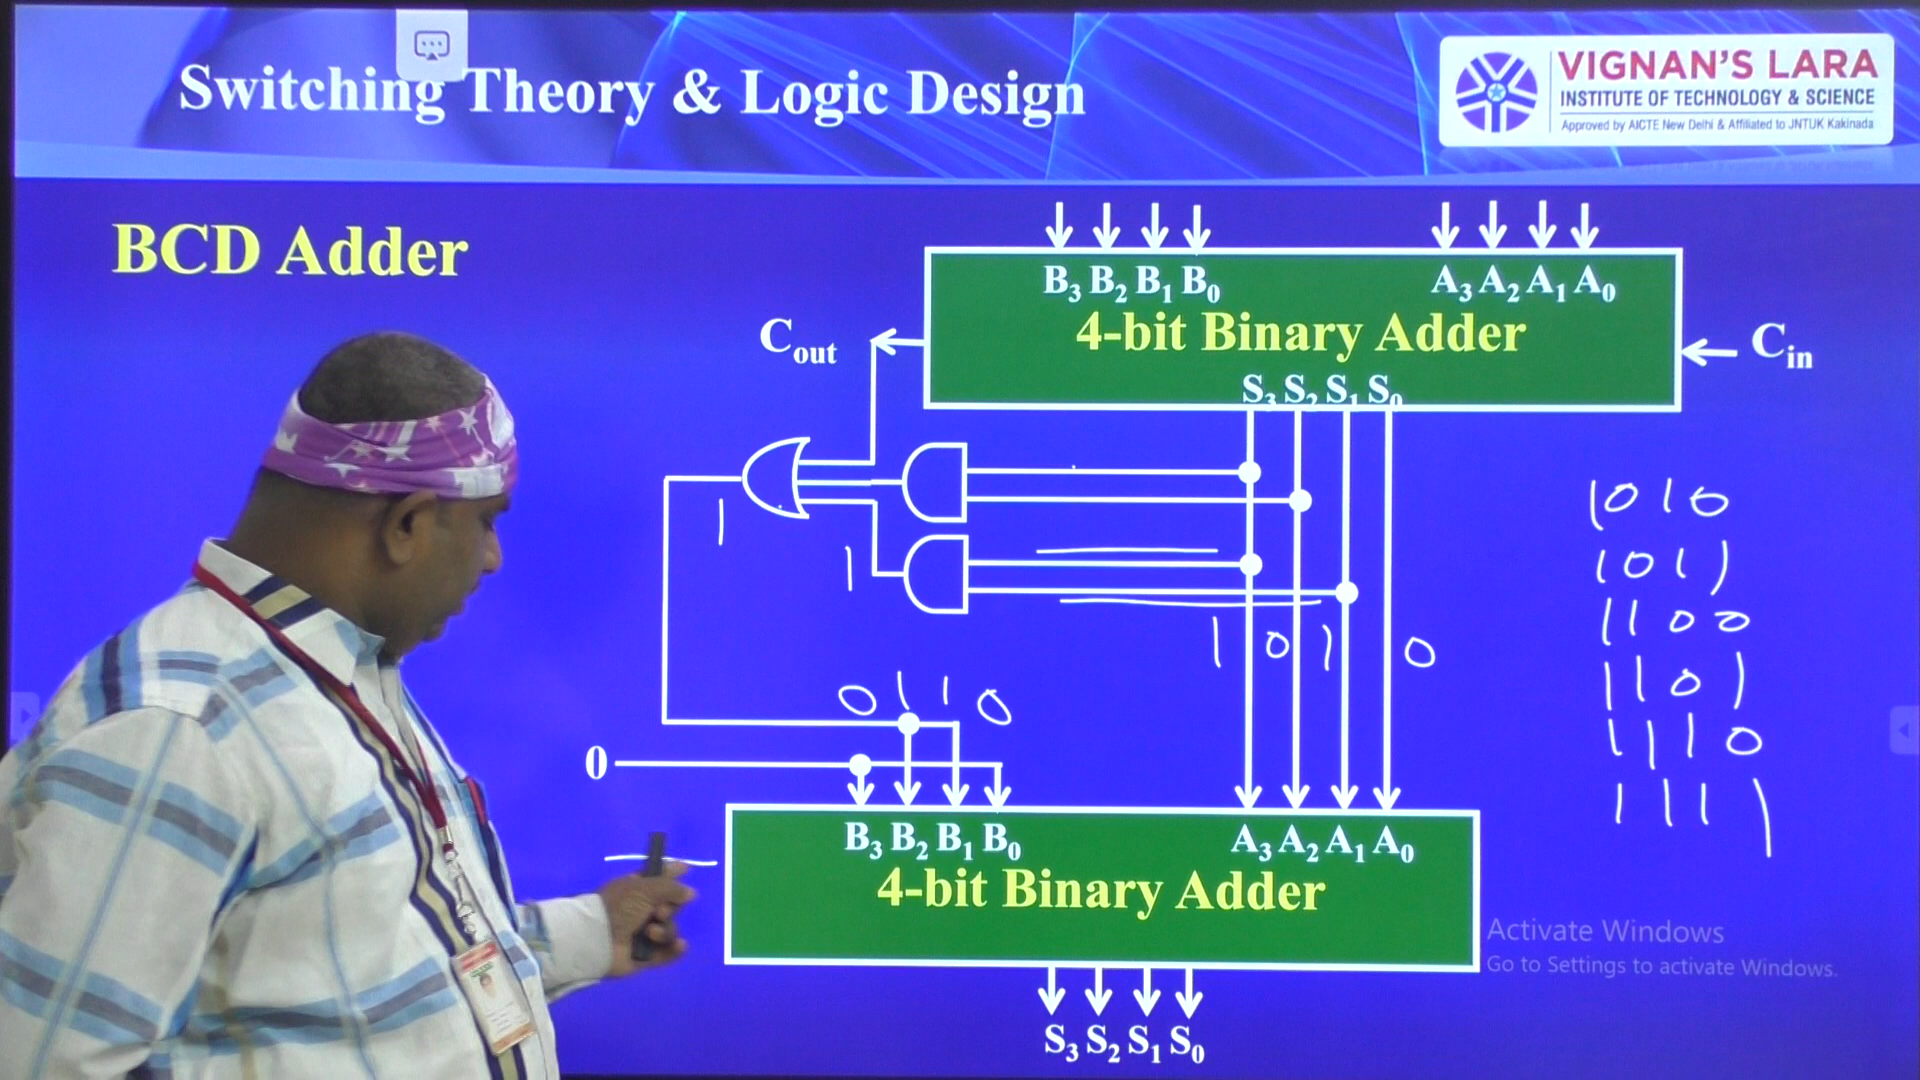 Switching Theory & Logic Design
VIGNAN'S LARA
INSTITUTE OF TECHNOLOGY & SCIENCE
Approved by AICTE New Delhi & Affiliated to JNTUK Kakinada
BCD Adder
B3 B2 B1 B0 A3 A2 A1 A0
4-bit Binary Adder
Cout
Cin
S3 S2 S1 S0
1010
1011
1100
1101
1110
1111
1
1
1 0 1 0
0 1 1 0
0
B3 B2 B1 B0 A3 A2 A1 A0
4-bit Binary Adder
S3 S2 S1 S0
Activate Windows
Go to Settings to activate Windows.